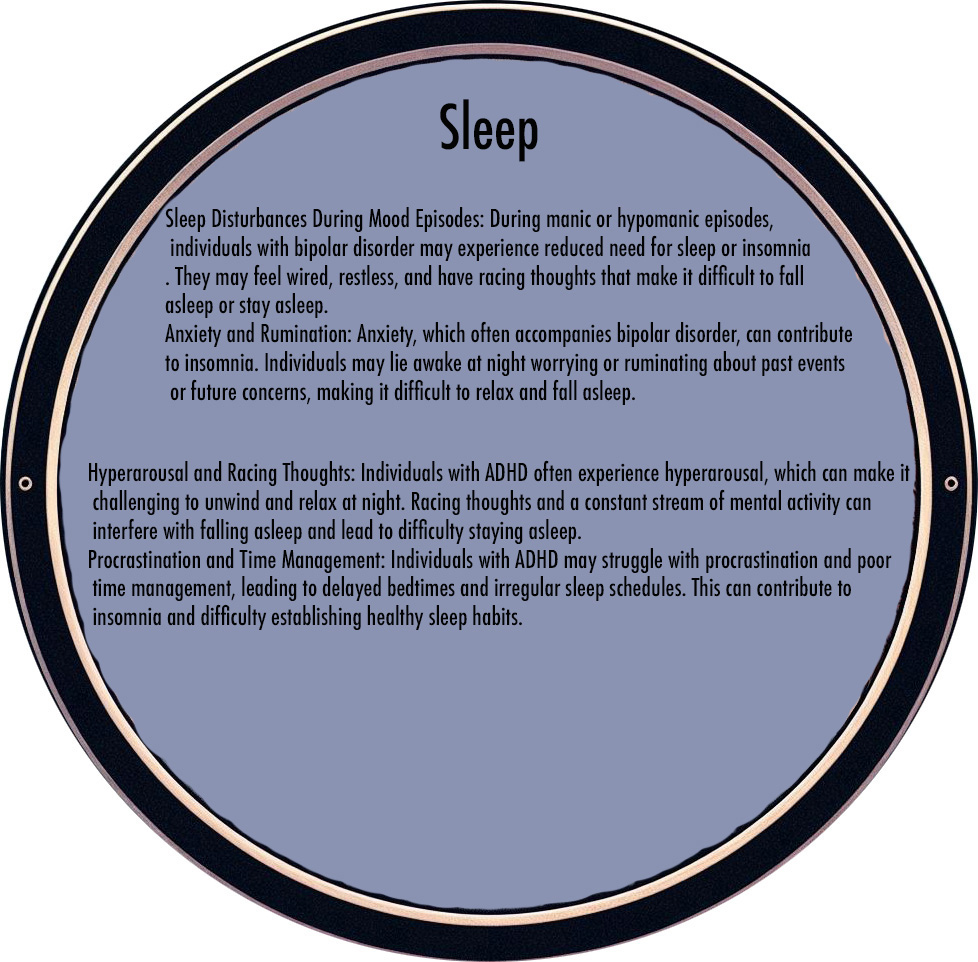 Sleep
Sleep Disturbances During Mood Episodes: During manic or hypomanic episodes,
individuals with bipolar disorder may experience reduced need for sleep or insomnia
. They may feel wired, restless, and have racing thoughts that make it difficult to fall
asleep or stay asleep.
Anxiety and Rumination: Anxiety, which often accompanies bipolar disorder, can contribute
to insomnia. Individuals may lie awake at night worrying or ruminating about past events
or future concerns, making it difficult to relax and fall asleep.
Hyperarousal and Racing Thoughts: Individuals with ADHD often experience hyperarousal, which can make it
challenging to unwind and relax at night. Racing thoughts and a constant stream of mental activity can
interfere with falling asleep and lead to difficulty staying asleep.
Procrastination and Time Management: Individuals with ADHD may struggle with procrastination and poor
time management, leading to delayed bedtimes and irregular sleep schedules. This can contribute to
insomnia and difficulty establishing healthy sleep habits.